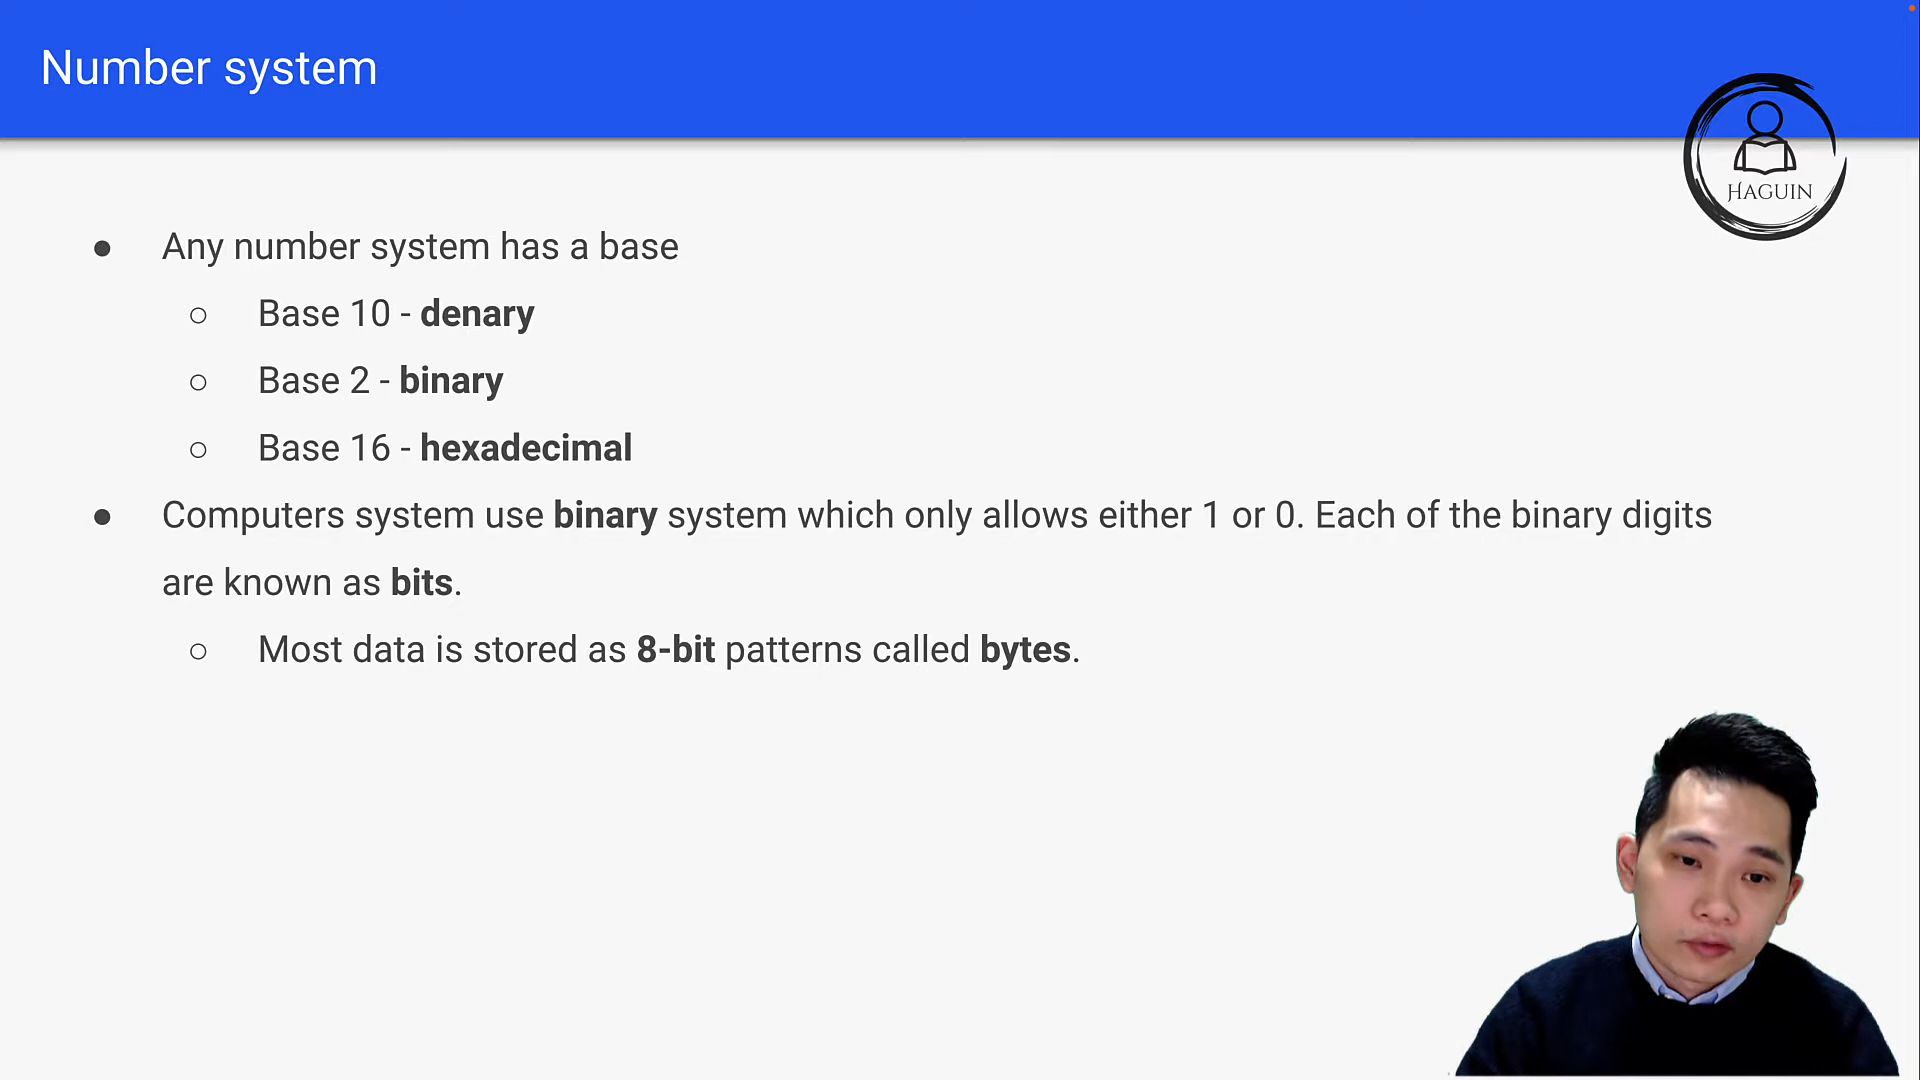 Number system
HAGUIN
● Any number system has a base
○ Base 10 - denary
○ Base 2 - binary
○ Base 16 - hexadecimal
● Computers system use binary system which only allows either 1 or 0. Each of the binary digits
are known as bits.
○ Most data is stored as 8-bit patterns called bytes.